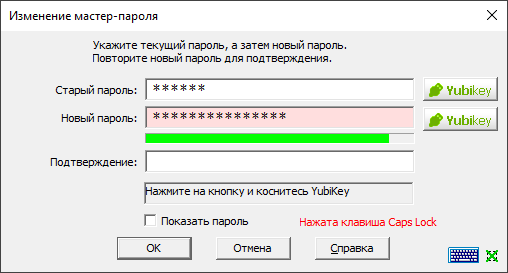 Изменение мастер-пароля
Укажите текущий пароль, а затем новый пароль.
Повторите новый пароль для подтверждения.
Старый пароль: ******
Yubikey
Новый пароль: ***************
Yubikey
Подтверждение:
Нажмите на кнопку и коснитесь YubiKey
Показать пароль
Нажата клавиша Caps Lock
OK
Отмена
Справка